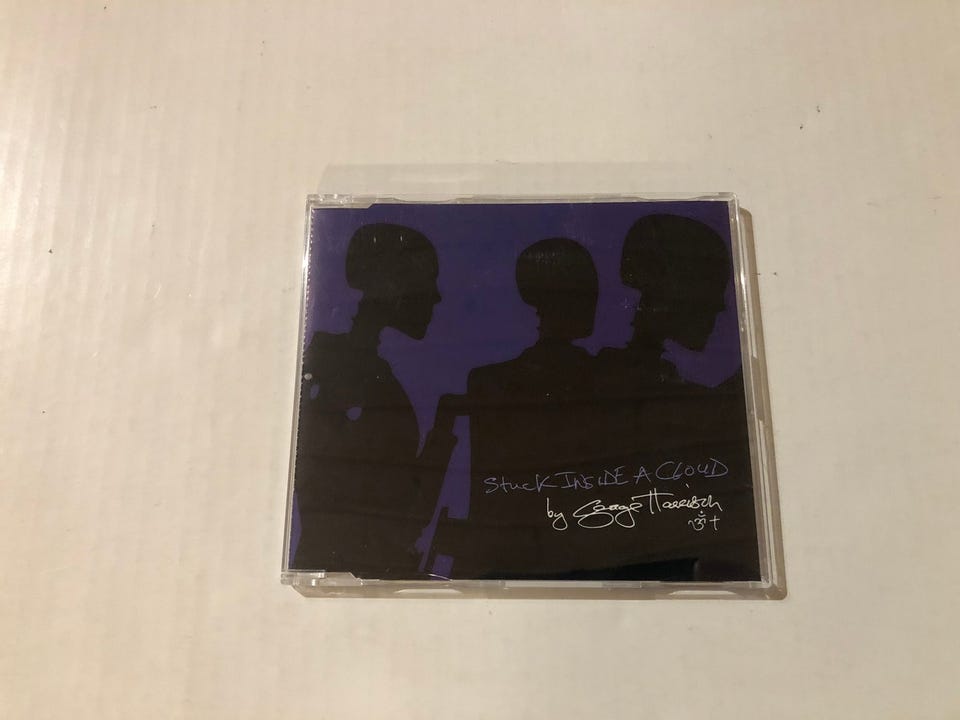 Stuck INSIDE A CLOUD
by George Harrison
ॐ †